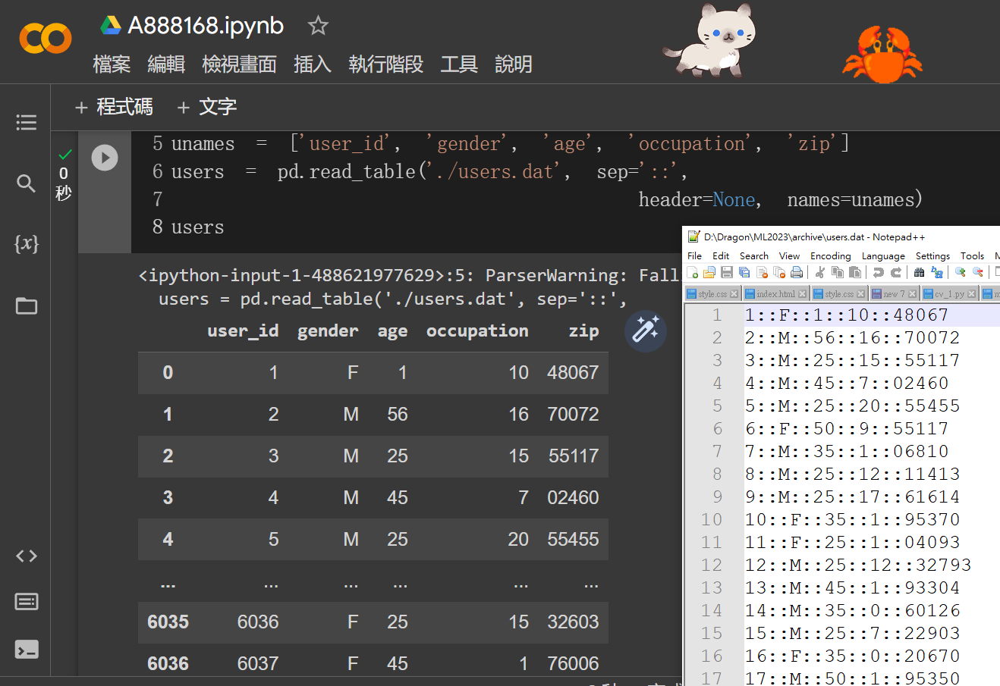 A888168.ipynb
檔案 編輯 檢視畫面 插入 執行階段 工具 說明
+ 程式碼 + 文字
0
秒
5 unames = ['user_id', 'gender', 'age', 'occupation', 'zip']
6 users = pd.read_table('./users.dat', sep='::',
7 header=None, names=unames)
8 users
<ipython-input-1-488621977629>:5: ParserWarning: Fall
users = pd.read_table('./users.dat', sep='::',
user_id gender age occupation zip
0 1 F 1 10 48067
1 2 M 56 16 70072
2 3 M 25 15 55117
3 4 M 45 7 02460
4 5 M 25 20 55455
... ... ... ... ... ...
6035 6036 F 25 15 32603
6036 6037 F 45 1 76006
{x}
D:\Dragon\ML2023\archive\users.dat - Notepad++
File Edit Search View Encoding Language Settings Tools
style.css index.html style.css new 7 cv_1.py
1 1::F::1::10::48067
2 2::M::56::16::70072
3 3::M::25::15::55117
4 4::M::45::7::02460
5 5::M::25::20::55455
6 6::F::50::9::55117
7 7::M::35::1::06810
8 8::M::25::12::11413
9 9::M::25::17::61614
10 10::F::35::1::95370
11 11::F::25::1::04093
12 12::M::25::12::32793
13 13::M::45::1::93304
14 14::M::35::0::60126
15 15::M::25::7::22903
16 16::F::35::0::20670
17 17::M::50::1::95350